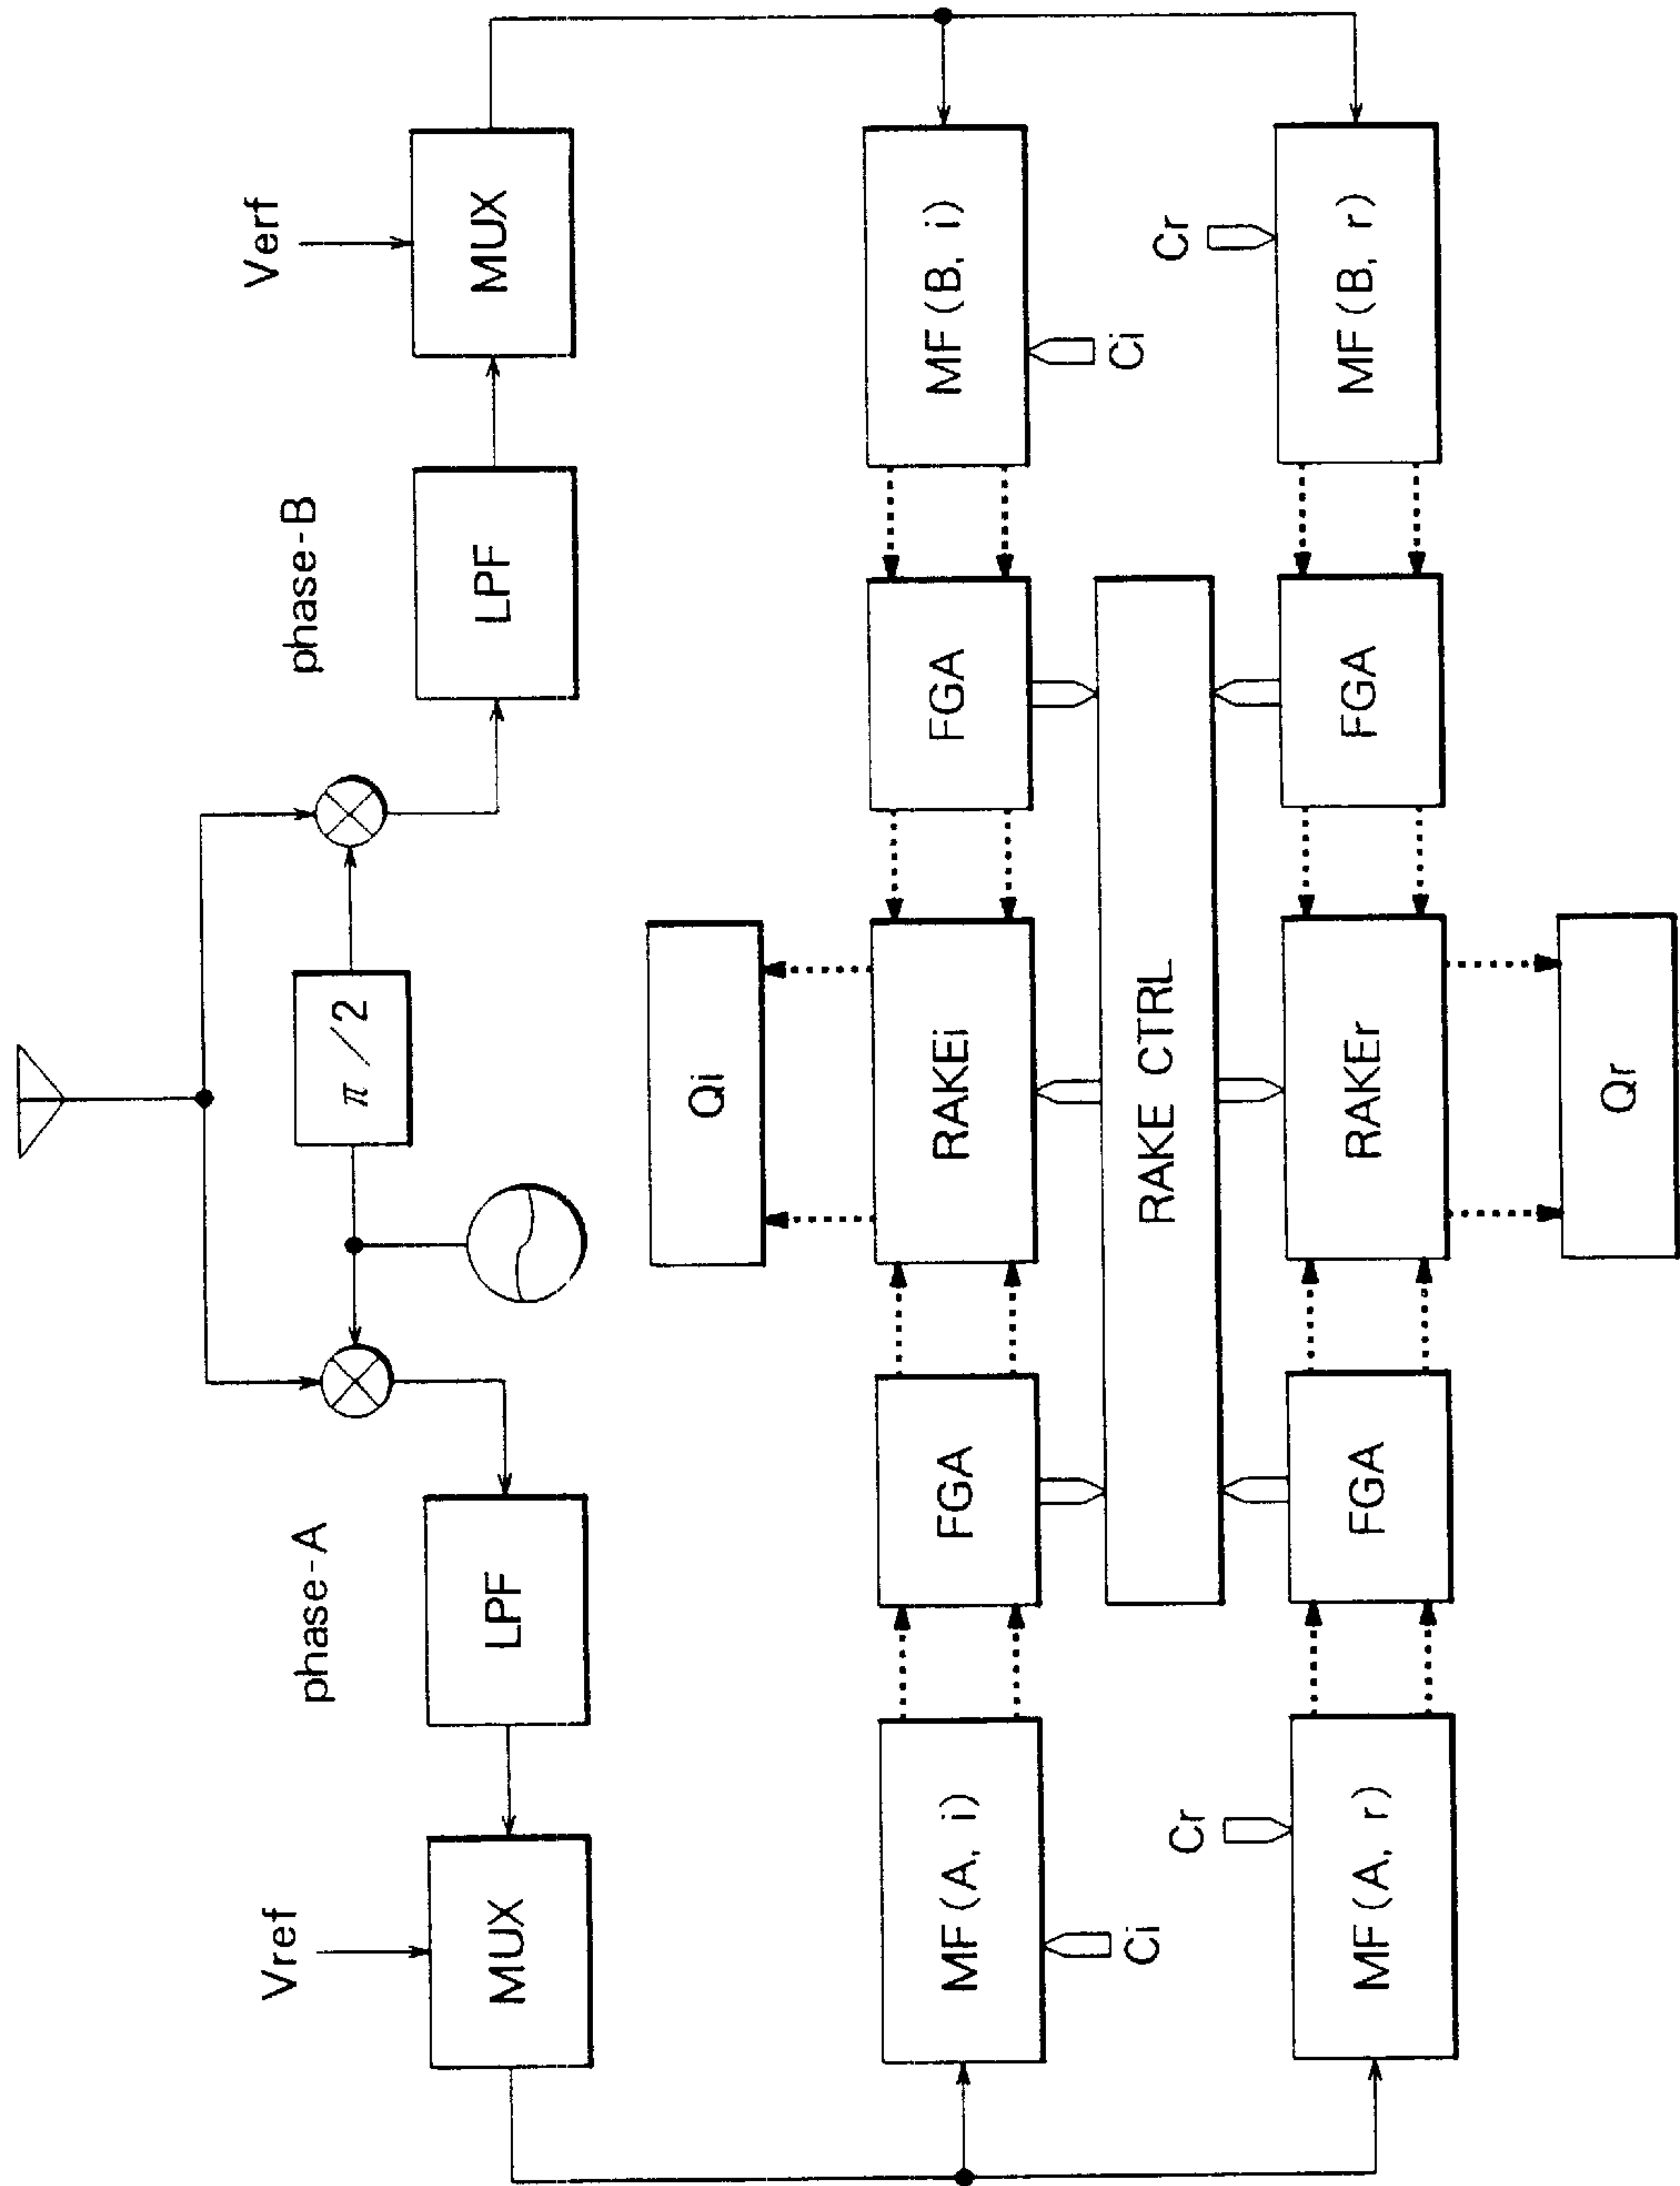 π/2
phase-A
phase-B
Vref
MUX
LPF
LPF
MUX
Verf
Qi
MF(A, i)
FGA
RAKEi
FGA
MF(B, i)
Ci
Ci
RAKE CTRL
Cr
Cr
MF(A, r)
FGA
RAKEr
FGA
MF(B, r)
Qr